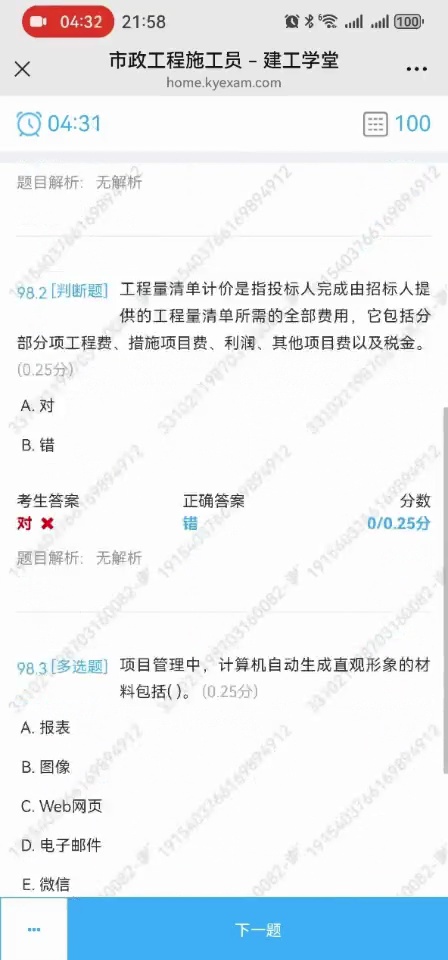 04:32 21:58 100
市政工程施工员 – 建工学堂
home.kyexam.com
04:31 100
题目解析: 无解析
98.2 [判断题] 工程量清单计价是指投标人完成由招标人提
供的工程量清单所需的全部费用，它包括分
部分项工程费、措施项目费、利润、其他项目费以及税金。
(0.25分)
A. 对
B. 错
考生答案 正确答案 分数
对 错 0/0.25分
题目解析: 无解析
98.3 [多选题] 项目管理中，计算机自动生成直观形象的材
料包括( )。 (0.25分)
A. 报表
B. 图像
C. Web网页
D. 电子邮件
E. 微信
下一题